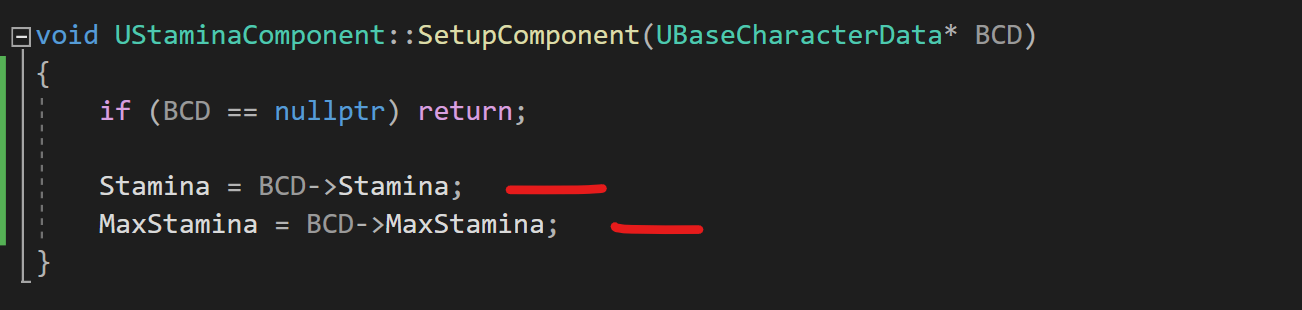 void UStaminaComponent::SetupComponent(UBaseCharacterData* BCD)
{
if (BCD == nullptr) return;
Stamina = BCD->Stamina;
MaxStamina = BCD->MaxStamina;
}